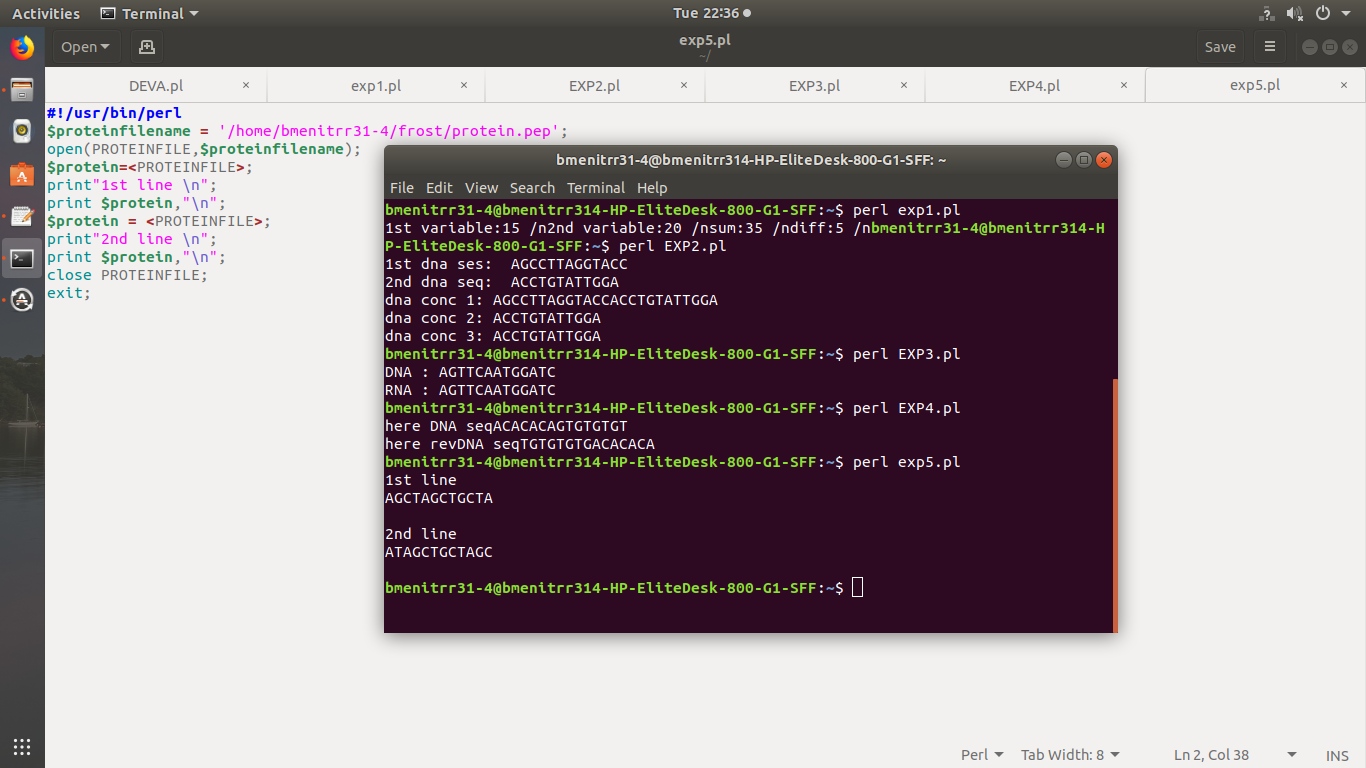 Activities Terminal Tue 22:36
Open exp5.pl Save
~/
DEVA.pl × exp1.pl × EXP2.pl × EXP3.pl × EXP4.pl × exp5.pl ×
#!/usr/bin/perl
$proteinfilename = '/home/bmenitrr31-4/frost/protein.pep';
open(PROTEINFILE,$proteinfilename);
$protein=<PROTEINFILE>;
print"1st line \n";
print $protein,"\n";
$protein = <PROTEINFILE>;
print"2nd line \n";
print $protein,"\n";
close PROTEINFILE;
exit;
bmenitrr31-4@bmenitrr314-HP-EliteDesk-800-G1-SFF: ~
File Edit View Search Terminal Help
bmenitrr31-4@bmenitrr314-HP-EliteDesk-800-G1-SFF:~$ perl exp1.pl
1st variable:15 /n2nd variable:20 /nsum:35 /ndiff:5 /nbmenitrr31-4@bmenitrr314-H
P-EliteDesk-800-G1-SFF:~$ perl EXP2.pl
1st dna ses:  AGCCTTAGGTACC
2nd dna seq:  ACCTGTATTGGA
dna conc 1: AGCCTTAGGTACCACCTGTATTGGA
dna conc 2: ACCTGTATTGGA
dna conc 3: ACCTGTATTGGA
bmenitrr31-4@bmenitrr314-HP-EliteDesk-800-G1-SFF:~$ perl EXP3.pl
DNA : AGTTCAATGGATC
RNA : AGTTCAATGGATC
bmenitrr31-4@bmenitrr314-HP-EliteDesk-800-G1-SFF:~$ perl EXP4.pl
here DNA seqACACACAGTGTGTGT
here revDNA seqTGTGTGTGACACACA
bmenitrr31-4@bmenitrr314-HP-EliteDesk-800-G1-SFF:~$ perl exp5.pl
1st line
AGCTAGCTGCTA
2nd line
ATAGCTGCTAGC
bmenitrr31-4@bmenitrr314-HP-EliteDesk-800-G1-SFF:~$
Perl Tab Width: 8 Ln 2, Col 38 INS